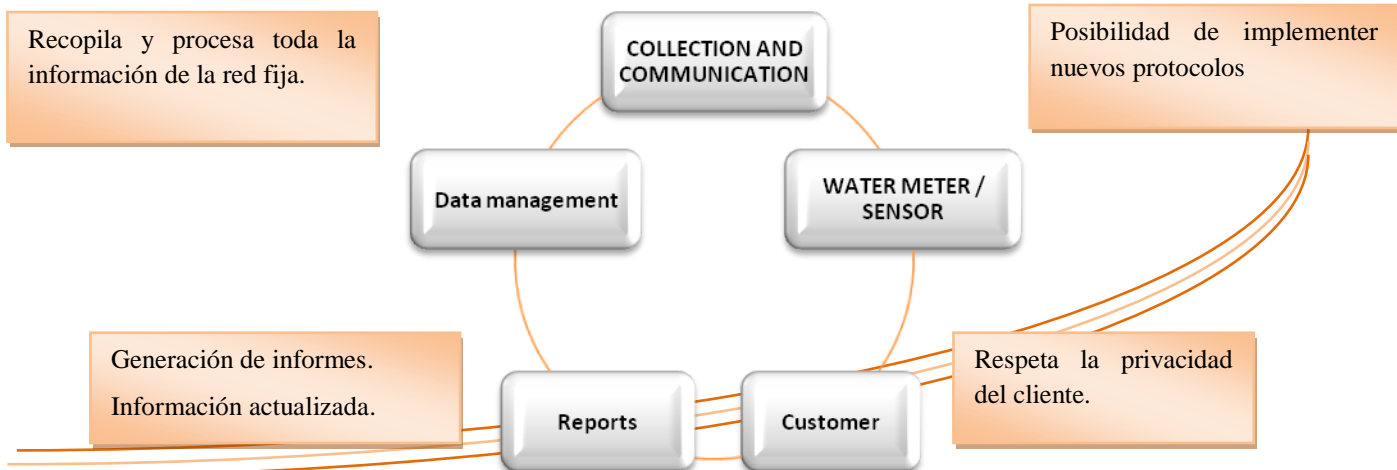 Recopila y procesa toda la
información de la red fija.
COLLECTION AND
COMMUNICATION
Posibilidad de implementer
nuevos protocolos
Data management
WATER METER /
SENSOR
Generación de informes.
Información actualizada.
Reports
Customer
Respeta la privacidad
del cliente.